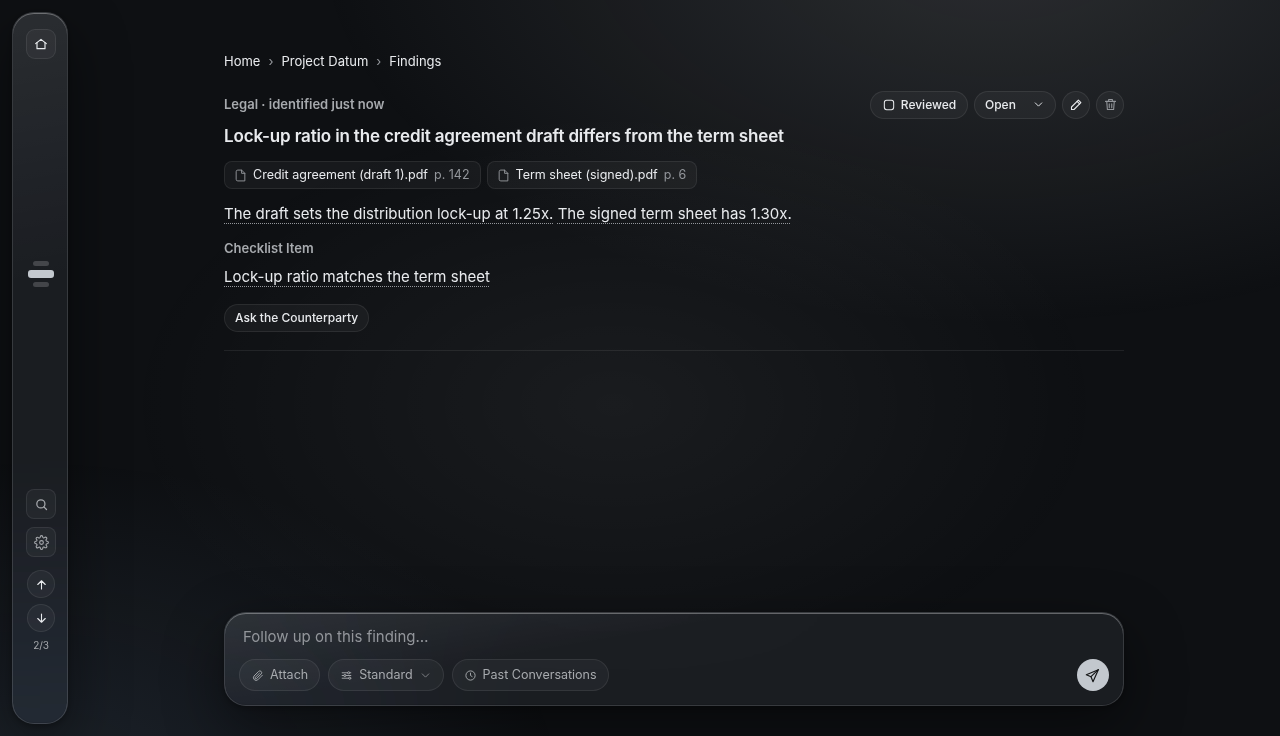 Home › Project Datum › Findings
Legal · identified just now
Reviewed
Open
Lock-up ratio in the credit agreement draft differs from the term sheet
Credit agreement (draft 1).pdf p. 142
Term sheet (signed).pdf p. 6
The draft sets the distribution lock-up at 1.25x. The signed term sheet has 1.30x.
Checklist Item
Lock-up ratio matches the term sheet
Ask the Counterparty
2/3
Follow up on this finding...
Attach
Standard
Past Conversations